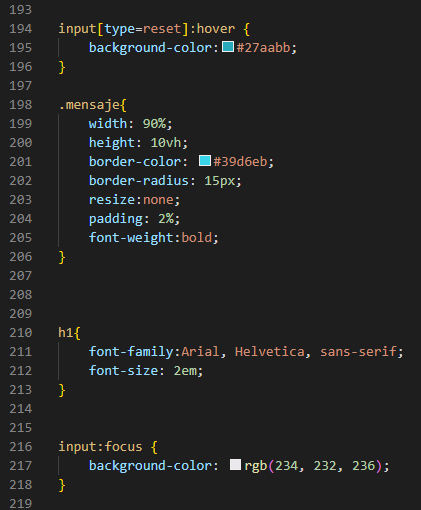 193
194 input[type=reset]:hover {
195     background-color:#27aabb;
196 }
197
198 .mensaje{
199     width: 90%;
200     height: 10vh;
201     border-color: #39d6eb;
202     border-radius: 15px;
203     resize:none;
204     padding: 2%;
205     font-weight:bold;
206 }
207
208
209
210 h1{
211     font-family:Arial, Helvetica, sans-serif;
212     font-size: 2em;
213 }
214
215
216 input:focus {
217     background-color: rgb(234, 232, 236);
218 }
219